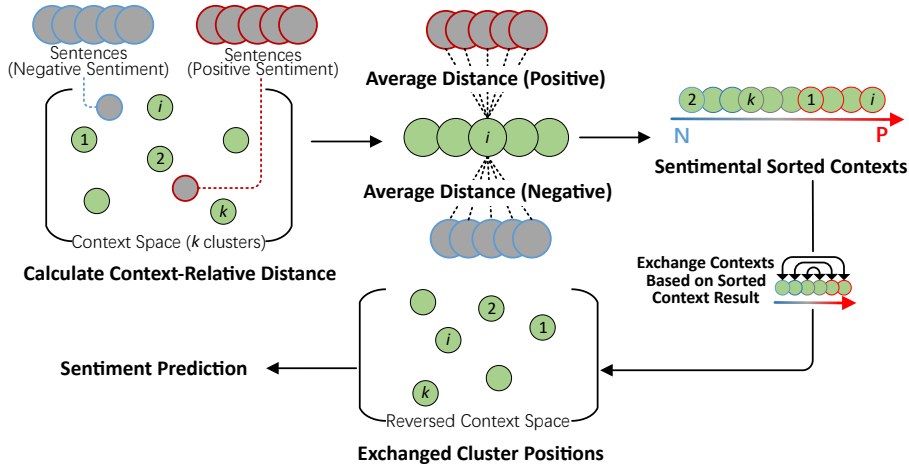 Sentences
(Negative Sentiment)
Sentences
(Positive Sentiment)
i
1
2
k
Context Space (k clusters)
Calculate Context-Relative Distance
Average Distance (Positive)
i
Average Distance (Negative)
2
k
1
i
N
P
Sentimental Sorted Contexts
Exchange Contexts
Based on Sorted
Context Result
2
1
i
k
Reversed Context Space
Exchanged Cluster Positions
Sentiment Prediction